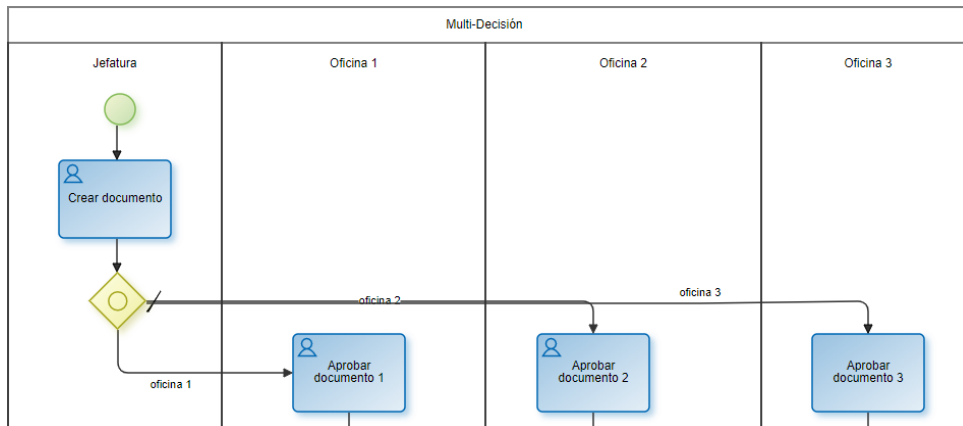 Multi-Decisión
Jefatura
Oficina 1
Oficina 2
Oficina 3
Crear documento
oficina 2
oficina 3
oficina 1
Aprobar
documento 1
Aprobar
documento 2
Aprobar
documento 3